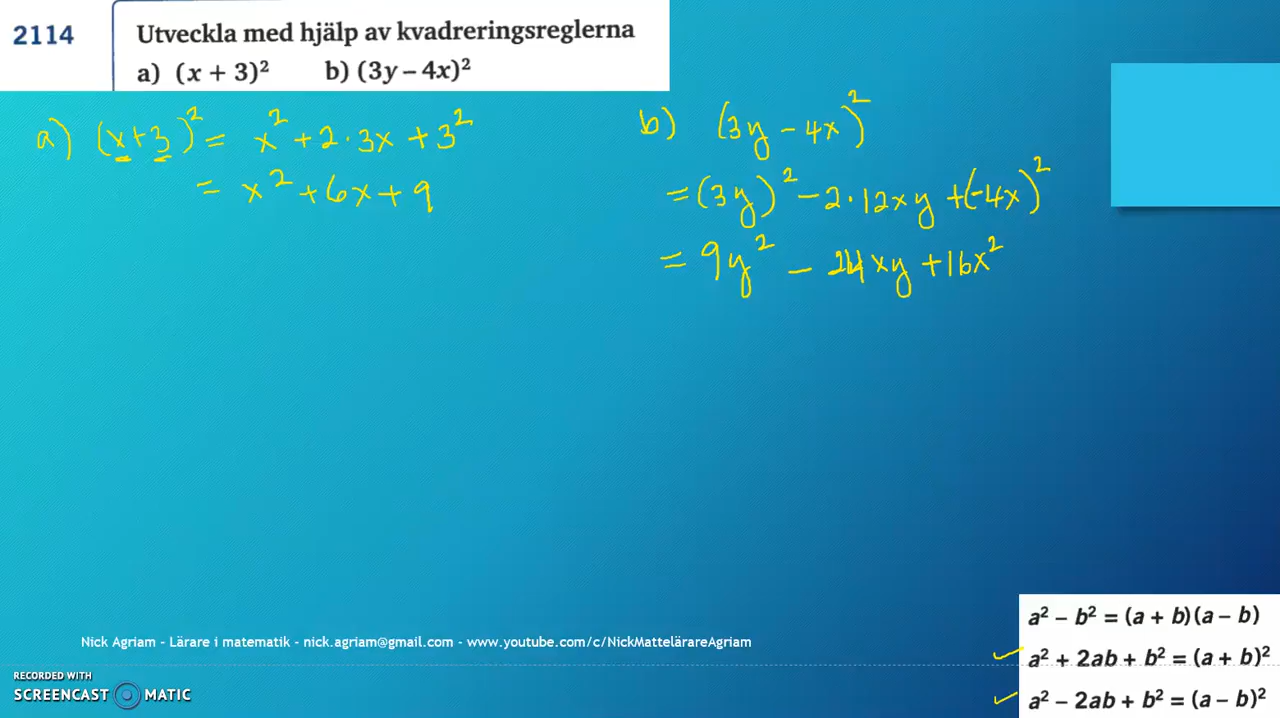 2114 Utveckla med hjälp av kvadreringsreglerna
a) (x + 3)² b) (3y – 4x)²
a) (x+3)² = x² + 2·3x + 3²
= x² + 6x + 9
b) (3y – 4x)²
= (3y)² – 2·12xy + (-4x)²
= 9y² – 24xy + 16x²
Nick Agriam - Lärare i matematik - nick.agriam@gmail.com - www.youtube.com/c/NickMattelärareAgriam
RECORDED WITH
SCREENCAST MATIC
a² – b² = (a + b)(a – b)
a² + 2ab + b² = (a + b)²
a² – 2ab + b² = (a – b)²